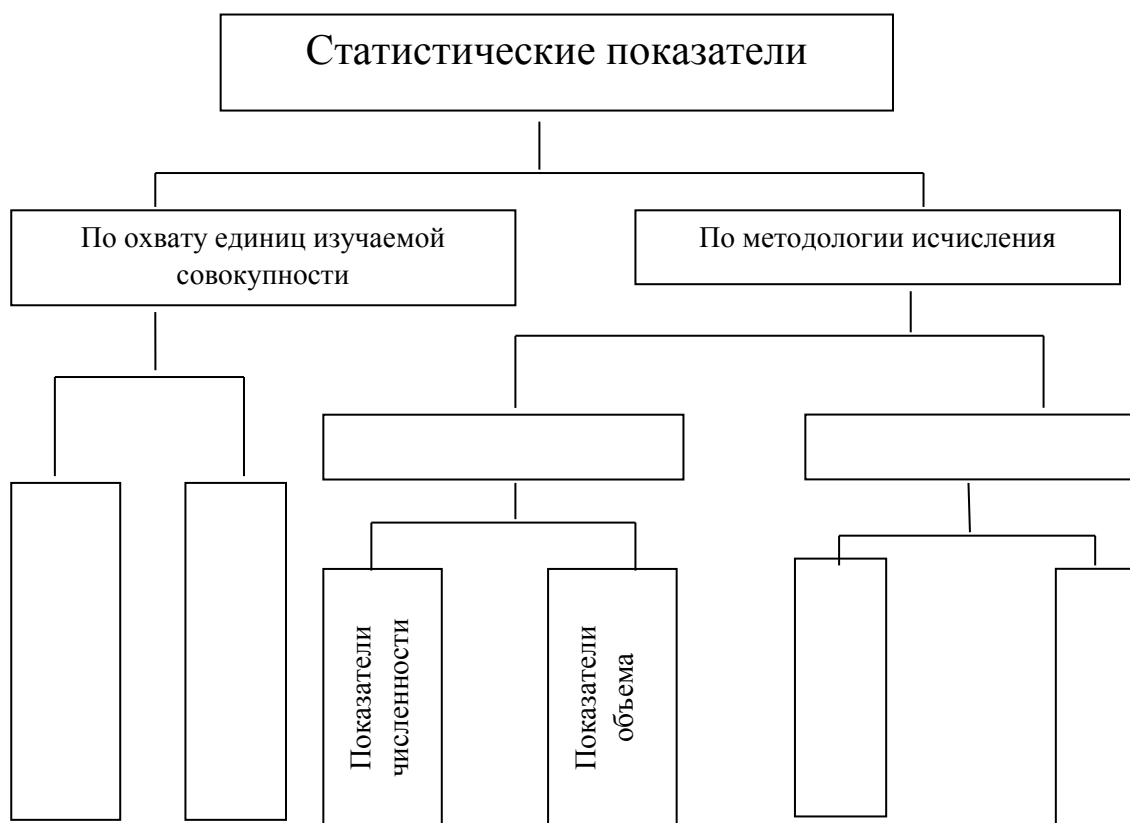 Статистические показатели
По охвату единиц изучаемой
совокупности
По методологии исчисления
Показатели
численности
Показатели
объема